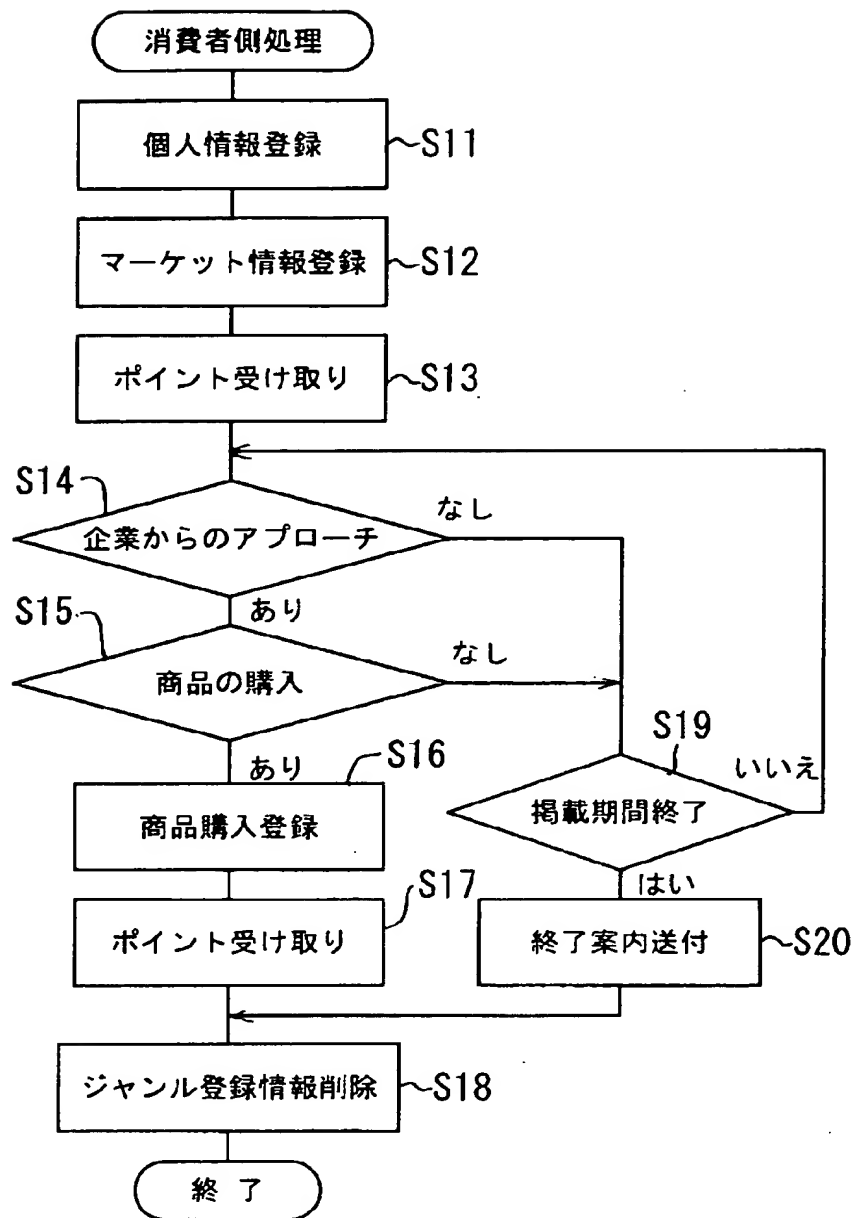 消費者側処理
個人情報登録
S11
マーケット情報登録
S12
ポイント受け取り
S13
S14
企業からのアプローチ
なし
あり
S15
商品の購入
なし
あり
S16
商品購入登録
S19
掲載期間終了
いいえ
はい
S17
ポイント受け取り
終了案内送付
S20
ジャンル登録情報削除
S18
終了